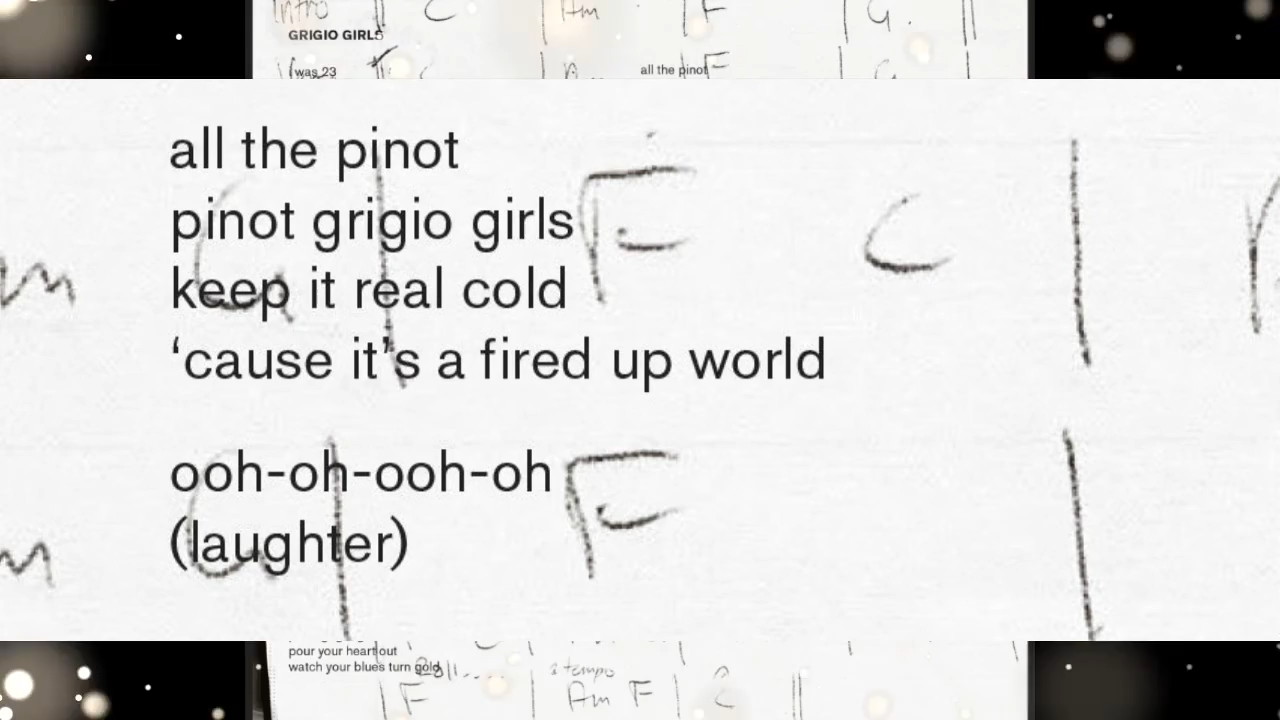 Intro || C | Am | F | G ||
GRIGIO GIRLS
I was 23
all the pinot
F
all the pinot
pinot grigio girls
keep it real cold
‘cause it’s a fired up world
m G | F C |
ooh-oh-ooh-oh
(laughter)
m G | F |
pour your heart out
watch your blues turn gold
a tempo
| F | Am F | C ||